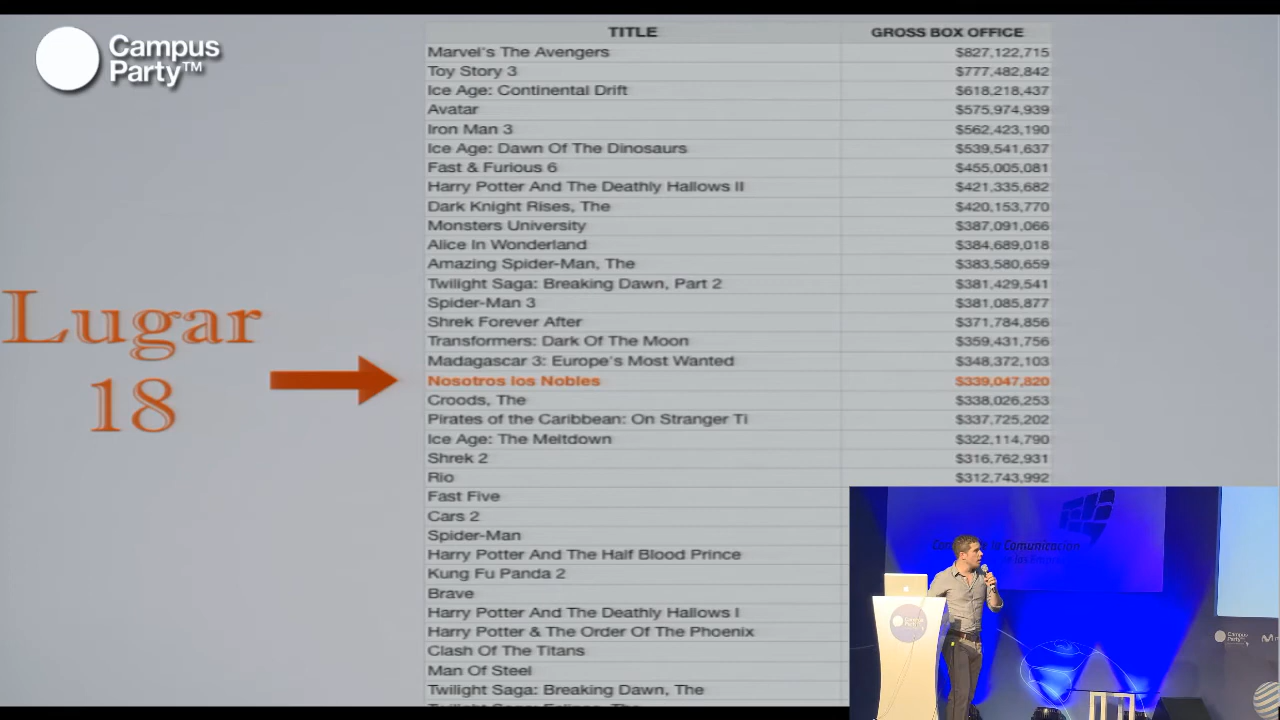 Campus
Party™
TITLE GROSS BOX OFFICE
Marvel's The Avengers $827,122,715
Toy Story 3 $777,482,842
Ice Age: Continental Drift $618,218,437
Avatar $575,974,939
Iron Man 3 $562,423,190
Ice Age: Dawn Of The Dinosaurs $539,541,637
Fast & Furious 6 $455,005,081
Harry Potter And The Deathly Hallows II $421,335,682
Dark Knight Rises, The $420,153,770
Monsters University $387,091,066
Alice In Wonderland $384,689,018
Amazing Spider-Man, The $383,580,659
Twilight Saga: Breaking Dawn, Part 2 $381,429,541
Spider-Man 3 $381,085,877
Shrek Forever After $371,784,856
Transformers: Dark Of The Moon $359,431,756
Madagascar 3: Europe's Most Wanted $348,372,103
Lugar
18
Nosotros los Nobles $339,047,820
Croods, The $338,026,253
Pirates of the Caribbean: On Stranger Ti $337,725,202
Ice Age: The Meltdown $322,114,790
Shrek 2 $316,762,931
Rio $312,743,992
Fast Five
Cars 2
Spider-Man
Harry Potter And The Half Blood Prince
Kung Fu Panda 2
Brave
Harry Potter And The Deathly Hallows I
Harry Potter & The Order Of The Phoenix
Clash Of The Titans
Man Of Steel
Twilight Saga: Breaking Dawn, The
la Comunicación
Campus
Party